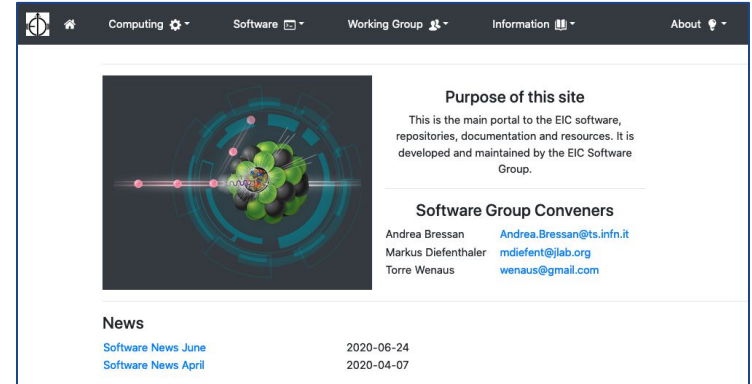 Computing Software Working Group Information About
Purpose of this site
This is the main portal to the EIC software,
repositories, documentation and resources. It is
developed and maintained by the EIC Software
Group.
Software Group Conveners
Andrea Bressan Andrea.Bressan@ts.infn.it
Markus Diefenthaler mdiefent@jlab.org
Torre Wenaus wenaus@gmail.com
News
Software News June 2020-06-24
Software News April 2020-04-07